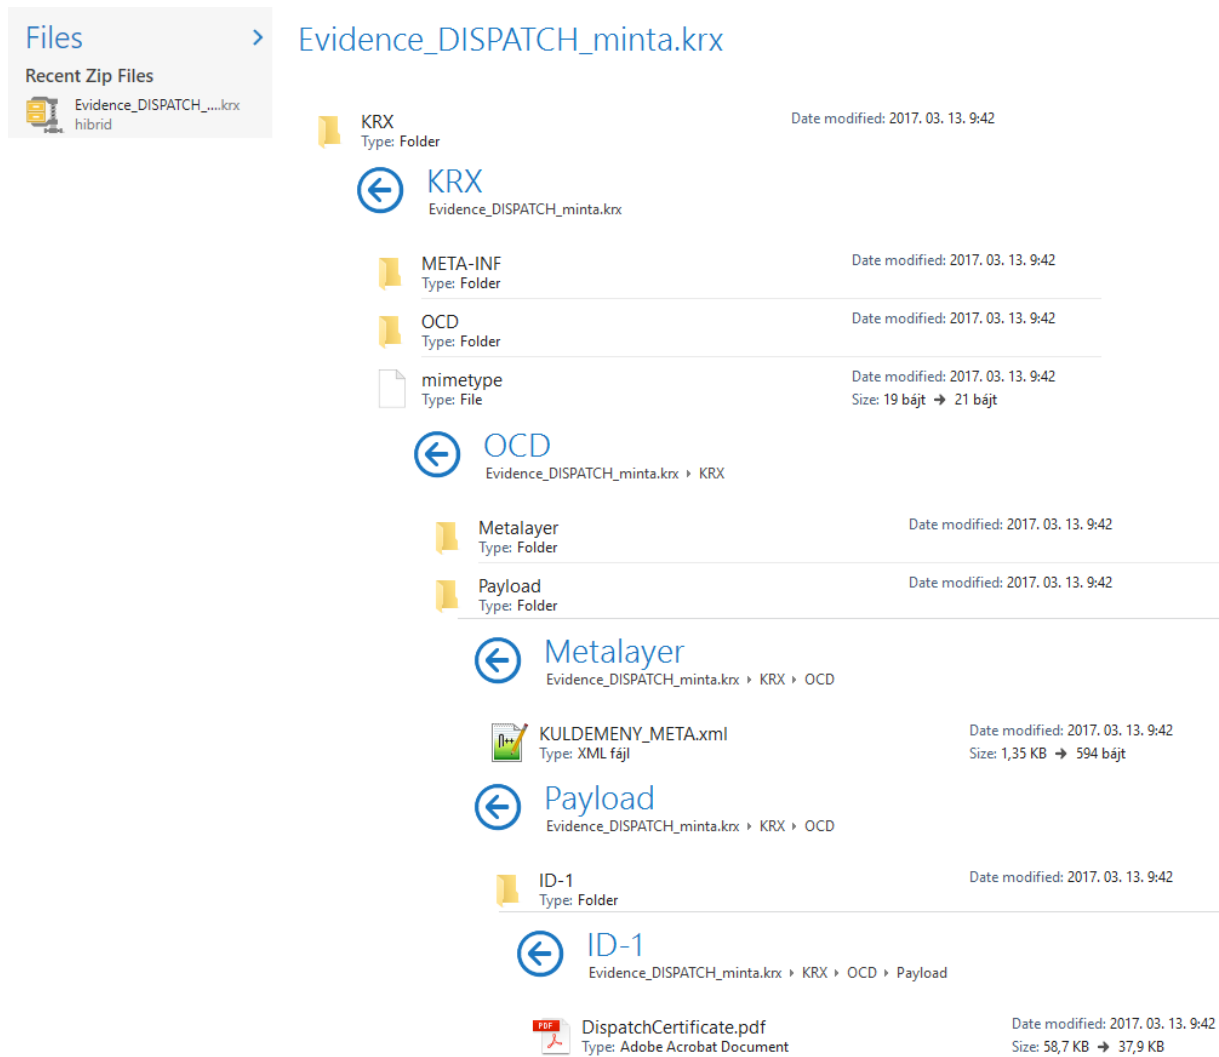 Files
Recent Zip Files
Evidence_DISPATCH_....krx
hibrid
Evidence_DISPATCH_minta.krx
KRX Date modified: 2017. 03. 13. 9:42
Type: Folder
KRX
Evidence_DISPATCH_minta.krx
META-INF Date modified: 2017. 03. 13. 9:42
Type: Folder
OCD Date modified: 2017. 03. 13. 9:42
Type: Folder
mimetype Date modified: 2017. 03. 13. 9:42
Type: File Size: 19 bájt → 21 bájt
OCD
Evidence_DISPATCH_minta.krx ▸ KRX
Metalayer Date modified: 2017. 03. 13. 9:42
Type: Folder
Payload Date modified: 2017. 03. 13. 9:42
Type: Folder
Metalayer
Evidence_DISPATCH_minta.krx ▸ KRX ▸ OCD
KULDEMENY_META.xml Date modified: 2017. 03. 13. 9:42
Type: XML fájl Size: 1,35 KB → 594 bájt
Payload
Evidence_DISPATCH_minta.krx ▸ KRX ▸ OCD
ID-1 Date modified: 2017. 03. 13. 9:42
Type: Folder
ID-1
Evidence_DISPATCH_minta.krx ▸ KRX ▸ OCD ▸ Payload
PDF DispatchCertificate.pdf Date modified: 2017. 03. 13. 9:42
Type: Adobe Acrobat Document Size: 58,7 KB → 37,9 KB